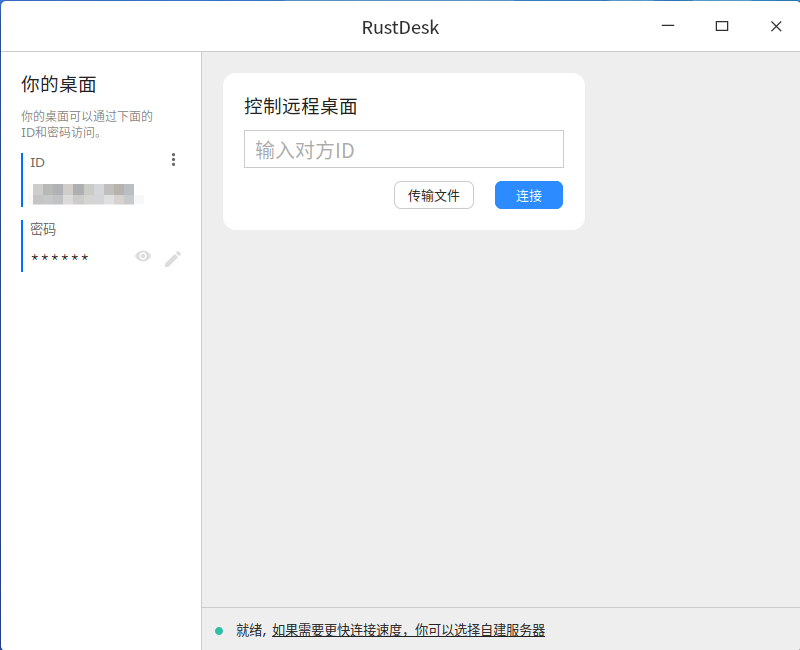 RustDesk
你的桌面
你的桌面可以通过下面的
ID和密码访问。
ID
密码
******
控制远程桌面
输入对方ID
传输文件
连接
就绪, 如果需要更快连接速度，你可以选择自建服务器